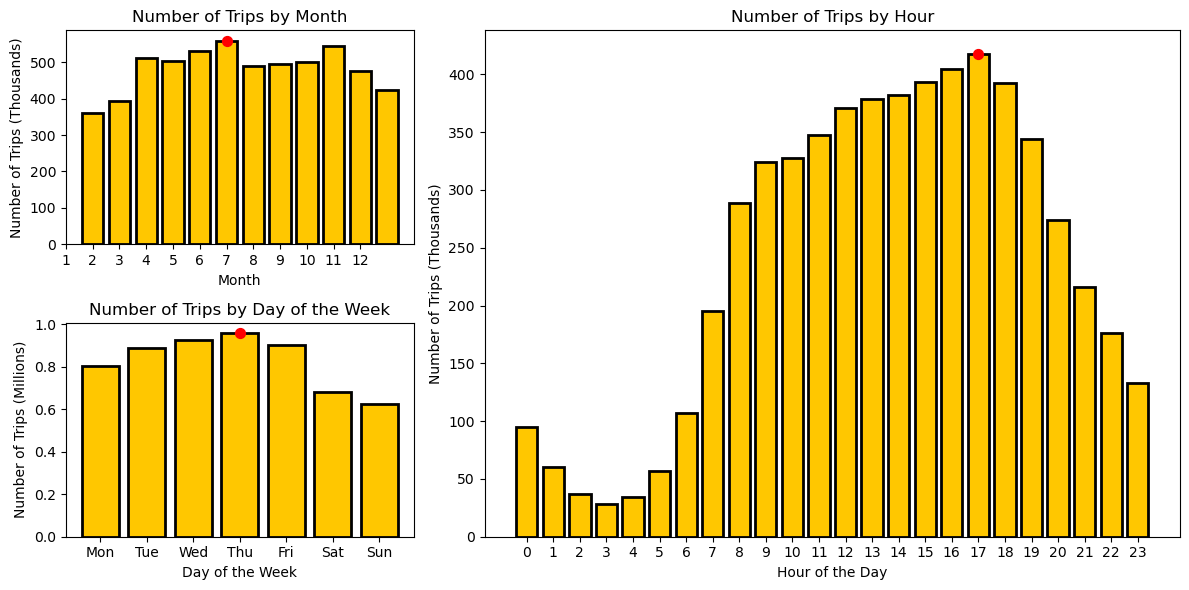 Number of Trips by Month
Number of Trips (Thousands)
500
400
300
200
100
0
1 2 3 4 5 6 7 8 9 10 11 12
Month
Number of Trips by Day of the Week
Number of Trips (Millions)
1.0
0.8
0.6
0.4
0.2
0.0
Mon Tue Wed Thu Fri Sat Sun
Day of the Week
Number of Trips by Hour
Number of Trips (Thousands)
400
350
300
250
200
150
100
50
0
0 1 2 3 4 5 6 7 8 9 10 11 12 13 14 15 16 17 18 19 20 21 22 23
Hour of the Day